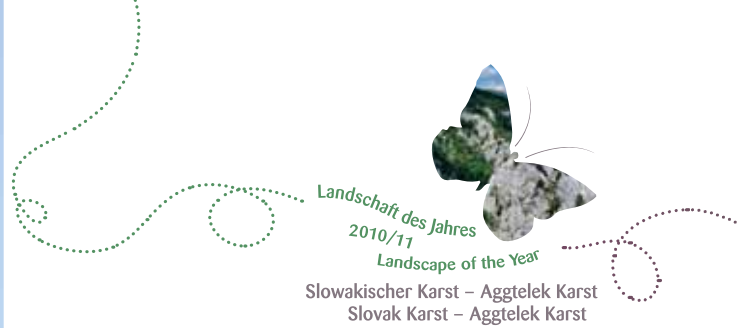 Landschaft des Jahres
2010/11
Landscape of the Year
Slowakischer Karst – Aggtelek Karst
Slovak Karst – Aggtelek Karst